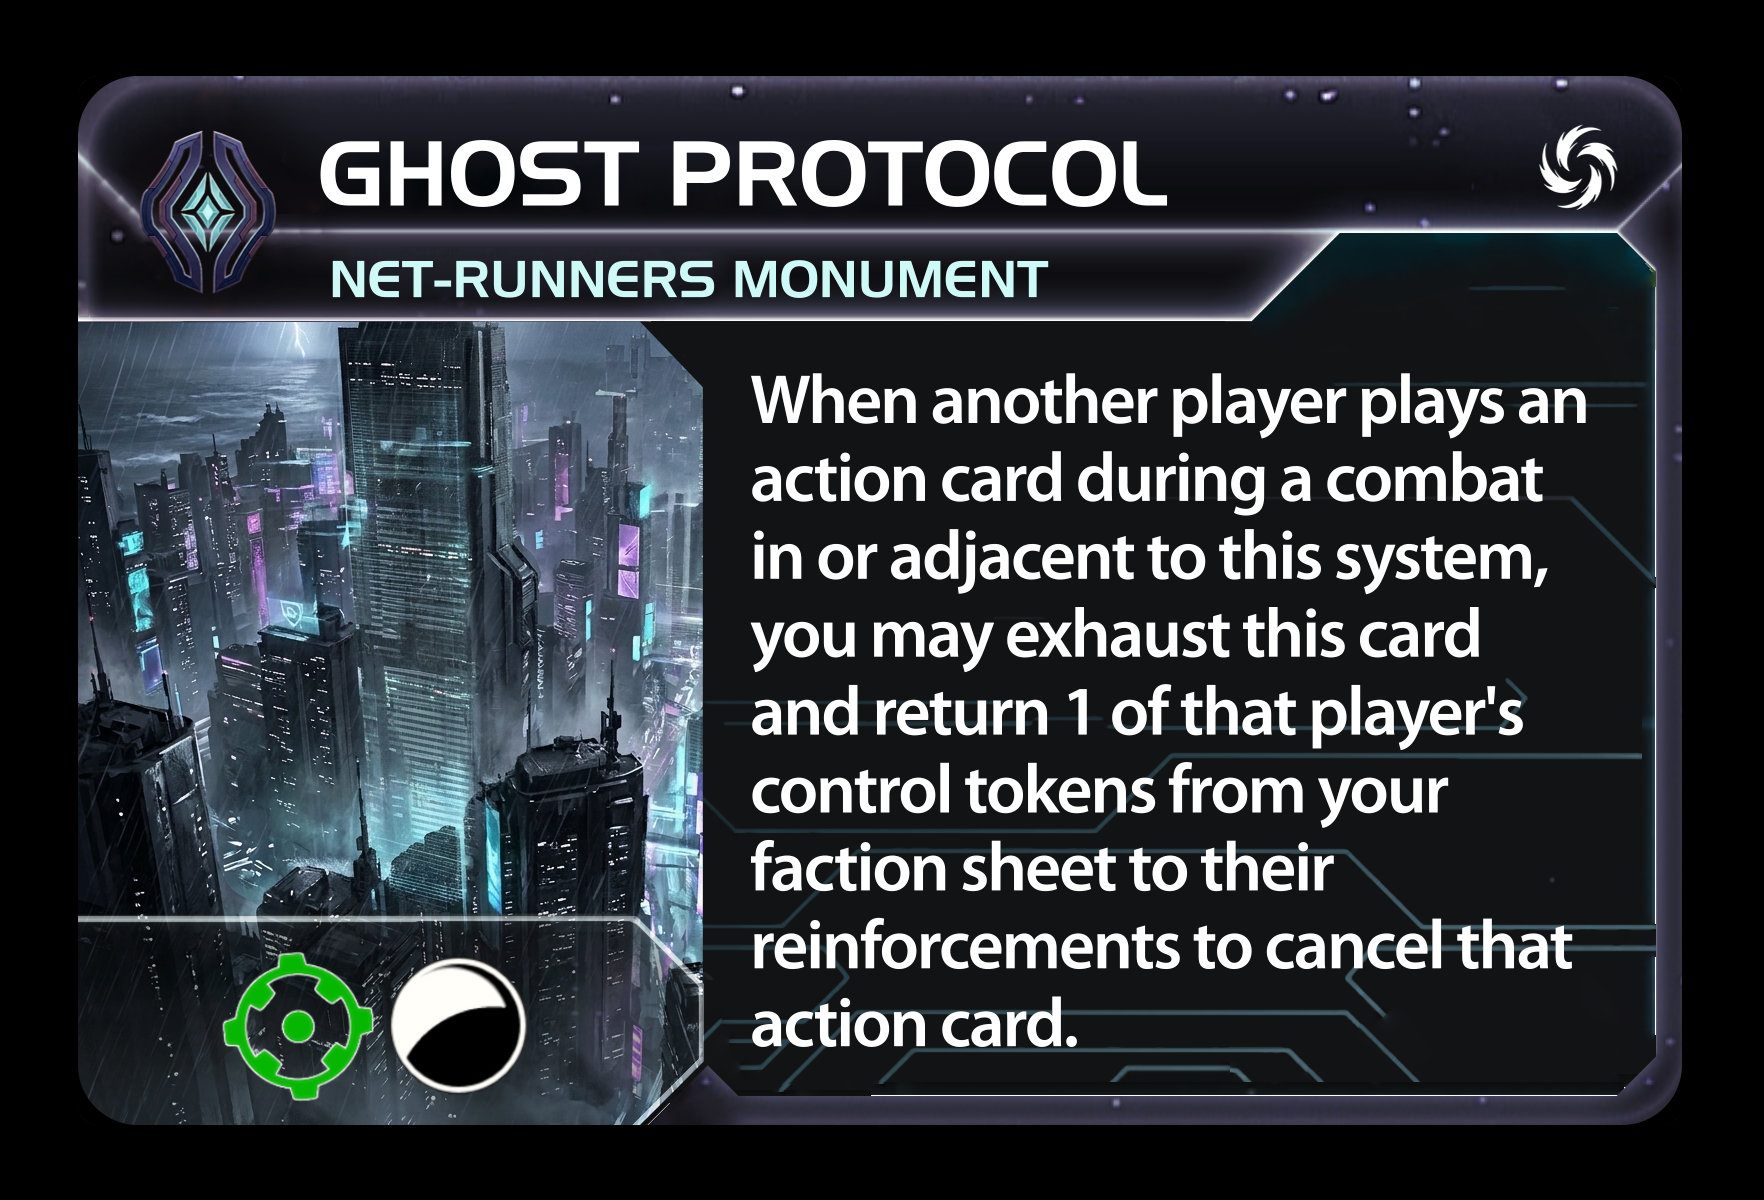 GHOST PROTOCOL
NET-RUNNERS MONUMENT
When another player plays an
action card during a combat
in or adjacent to this system,
you may exhaust this card
and return 1 of that player's
control tokens from your
faction sheet to their
reinforcements to cancel that
action card.